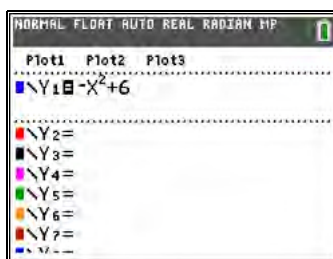 NORMAL FLOAT AUTO REAL RADIAN MP
Plot1 Plot2 Plot3
\Y₁=-X²+6
\Y₂=
\Y₃=
\Y₄=
\Y₅=
\Y₆=
\Y₇=